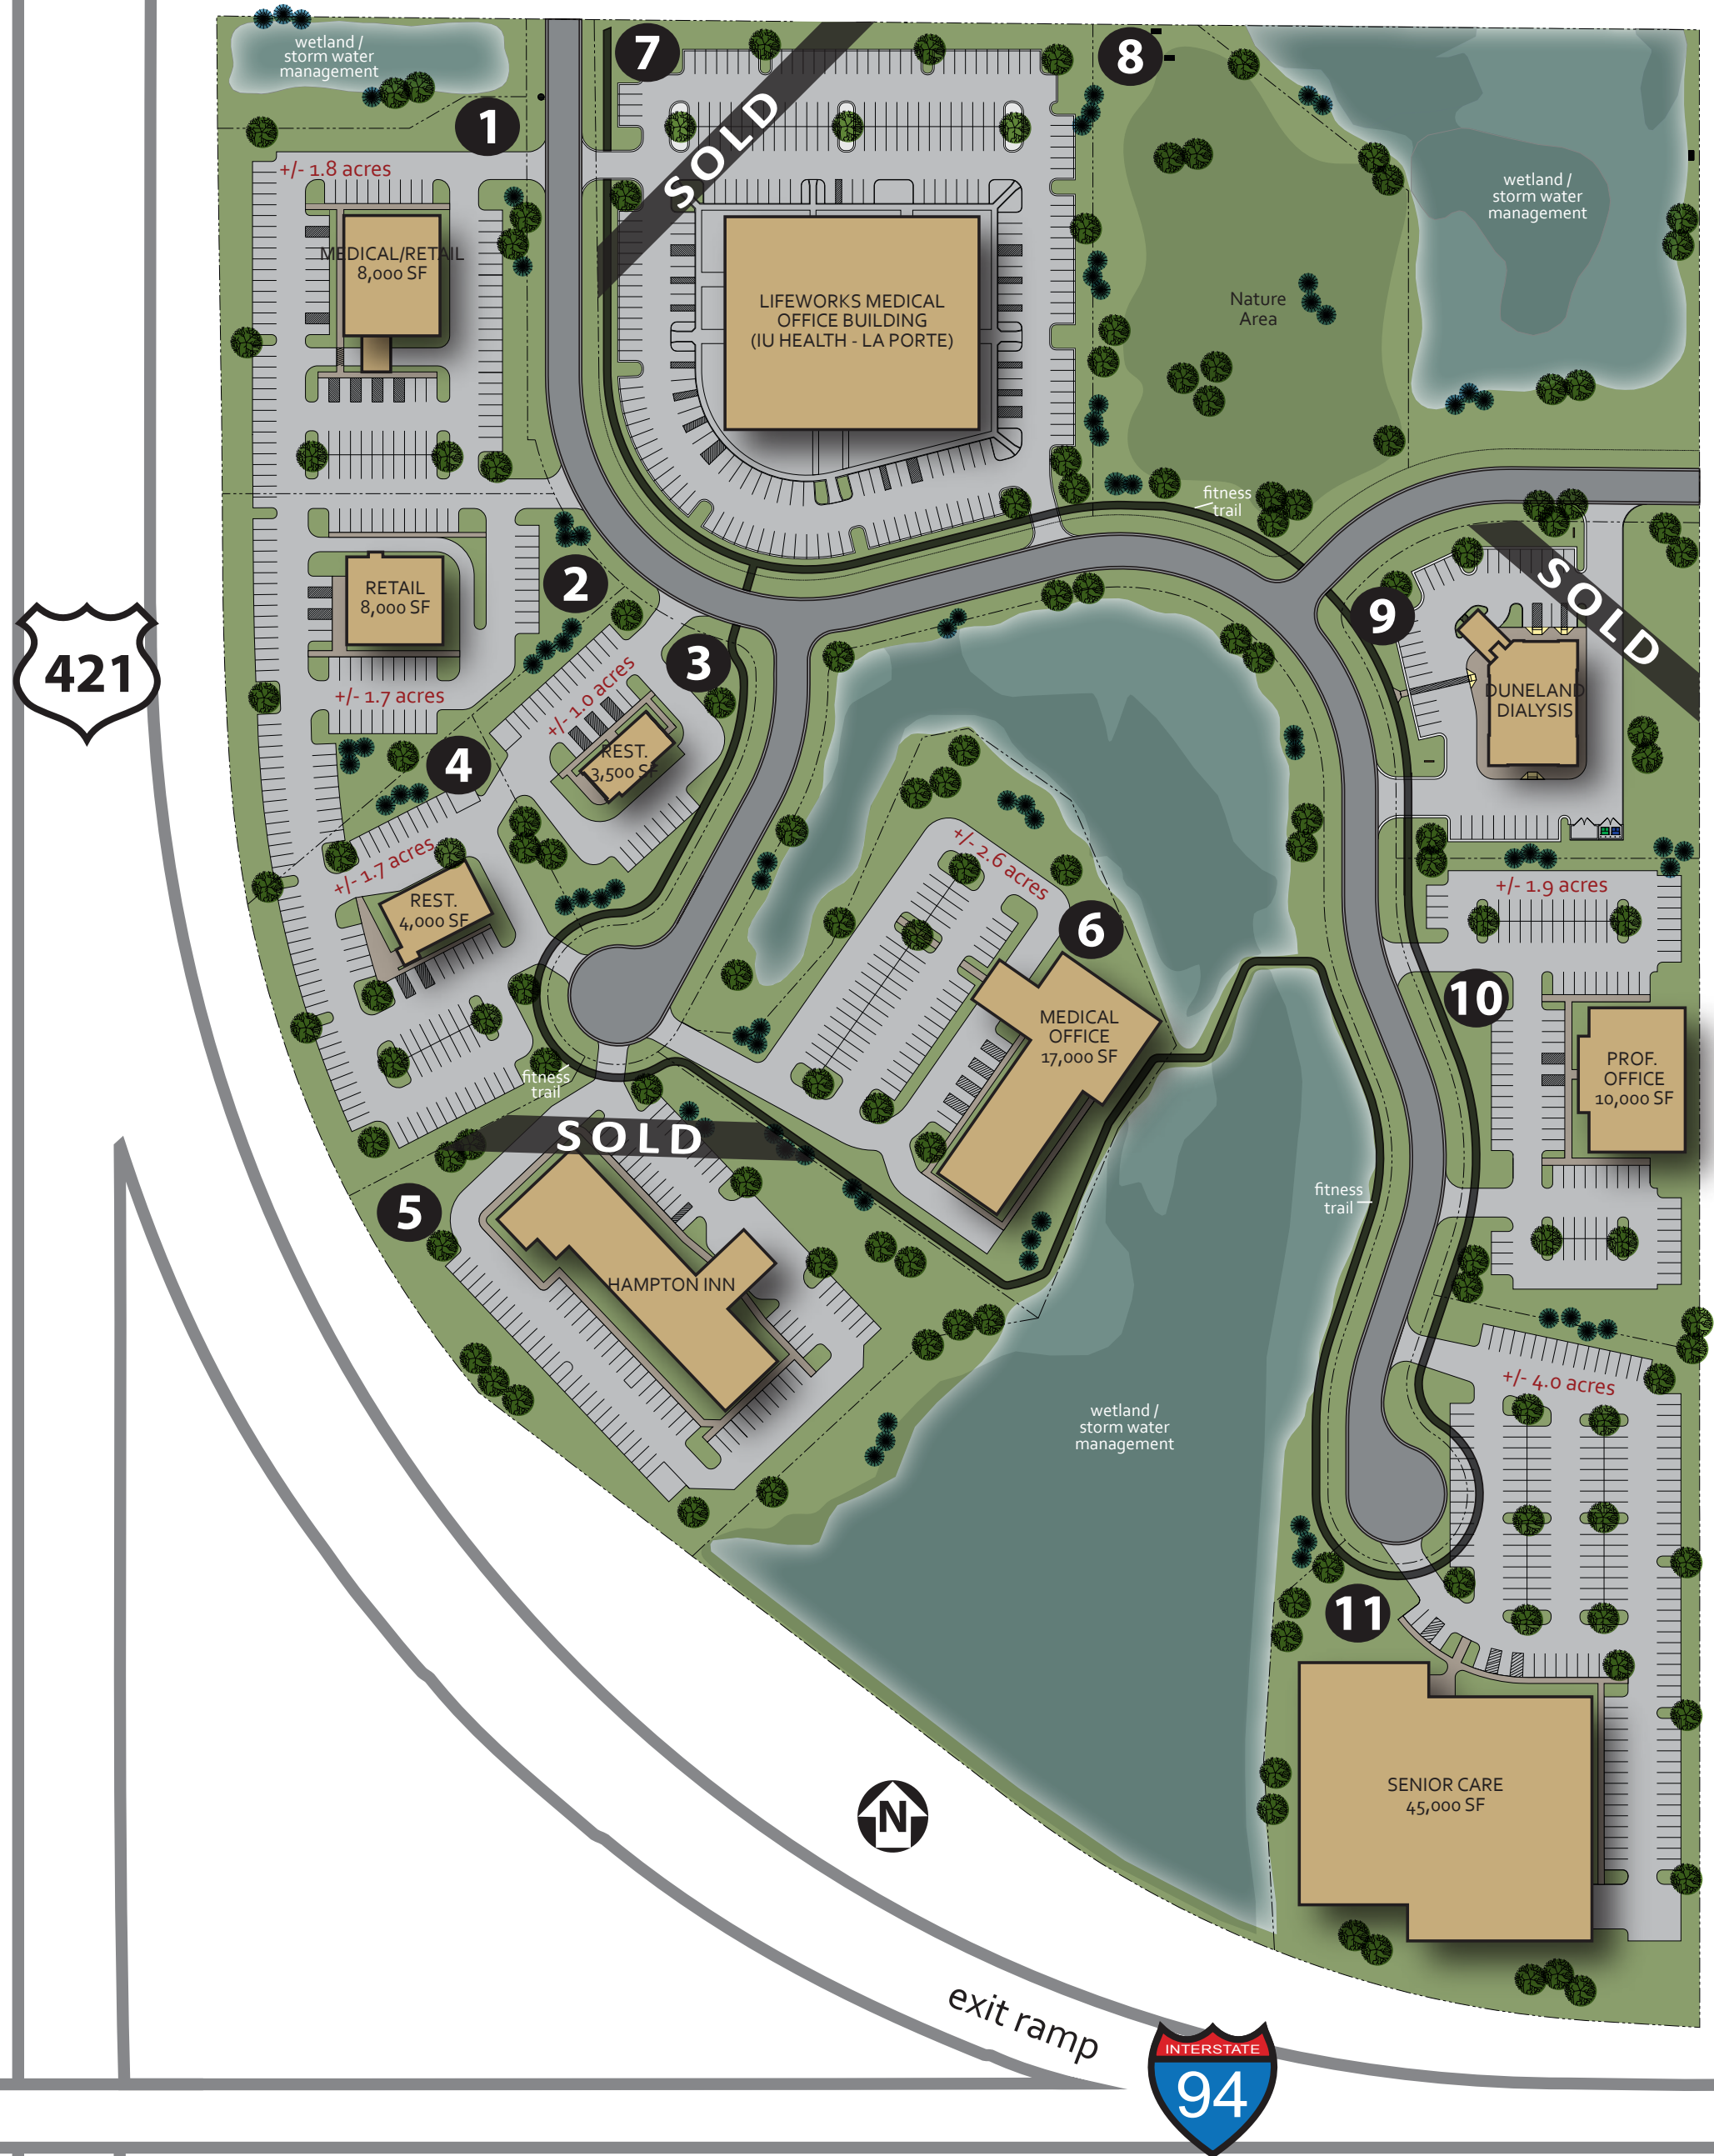 wetland /
storm water
management
7
SOLD
8
1
+/- 1.8 acres
MEDICAL/RETAIL
8,000 SF
LIFEWORKS MEDICAL
OFFICE BUILDING
(IU HEALTH - LA PORTE)
Nature
Area
wetland /
storm water
management
fitness
trail
RETAIL
8,000 SF
+/- 1.7 acres
2
3
+/- 1.0 acres
REST.
3,500 SF
9
SOLD
DUNELAND
DIALYSIS
421
4
+/- 1.7 acres
REST.
4,000 SF
+/- 2.6 acres
6
MEDICAL
OFFICE
17,000 SF
+/- 1.9 acres
10
PROF.
OFFICE
10,000 SF
fitness
trail
SOLD
5
HAMPTON INN
fitness
trail
wetland /
storm water
management
+/- 4.0 acres
11
SENIOR CARE
45,000 SF
N
exit ramp
INTERSTATE
94